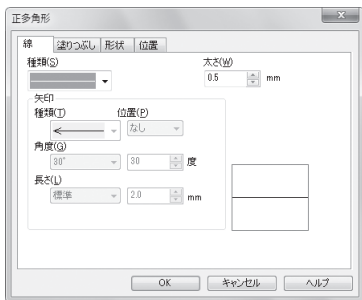 正多角形
線 塗りつぶし 形状 位置
種類(S) 太さ(W)
0.5 mm
矢印
種類(T) 位置(P)
なし
角度(G)
30° 30 度
長さ(L)
標準 2.0 mm
OK キャンセル ヘルプ